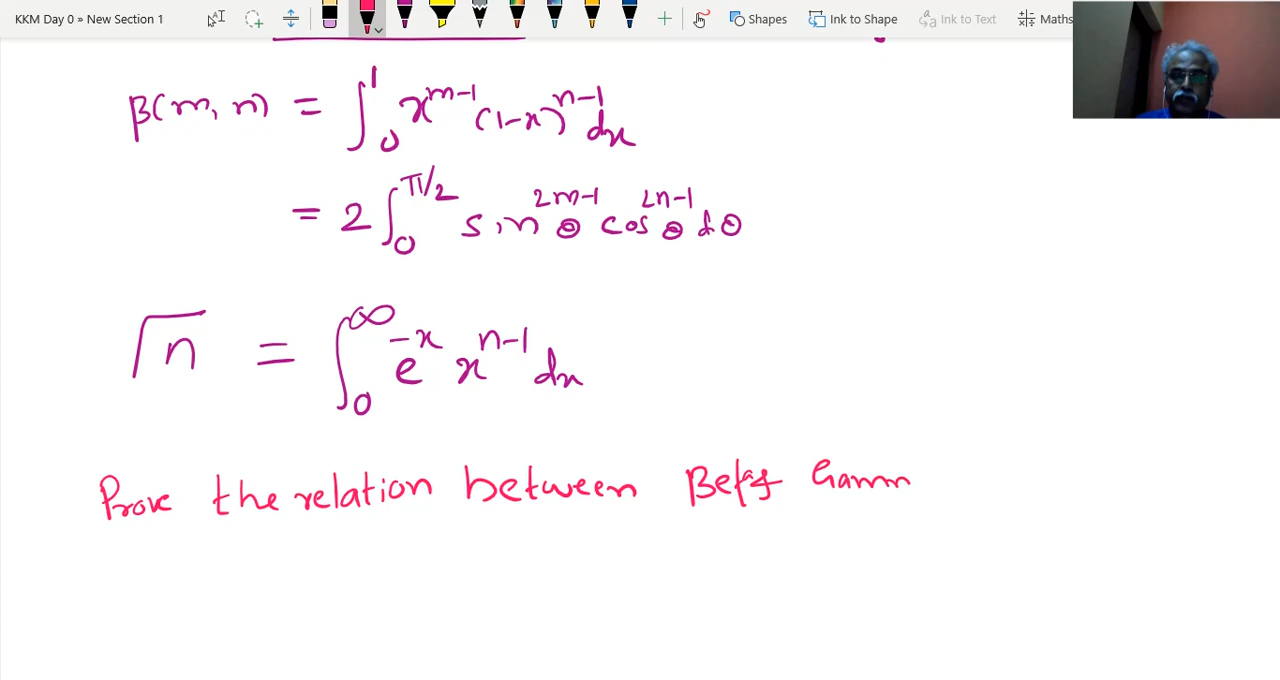 KKM Day 0 » New Section 1
Shapes Ink to Shape Ink to Text Maths
β(m, n) = ∫₀¹ x^{m-1} (1-x)^{n-1} dx
= 2 ∫₀^{π/2} sin^{2m-1} θ cos^{2n-1} θ dθ
Γn = ∫₀^∞ e^{-x} x^{n-1} dx
Prove the relation between Beta & Gamm